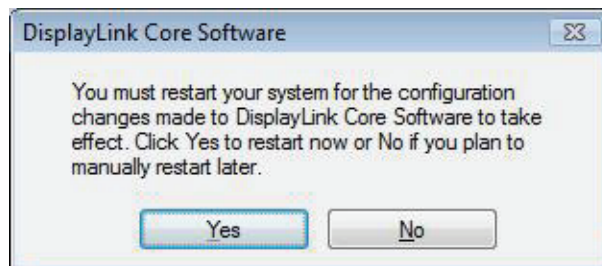 DisplayLink Core Software
You must restart your system for the configuration
changes made to DisplayLink Core Software to take
effect. Click Yes to restart now or No if you plan to
manually restart later.
Yes
No